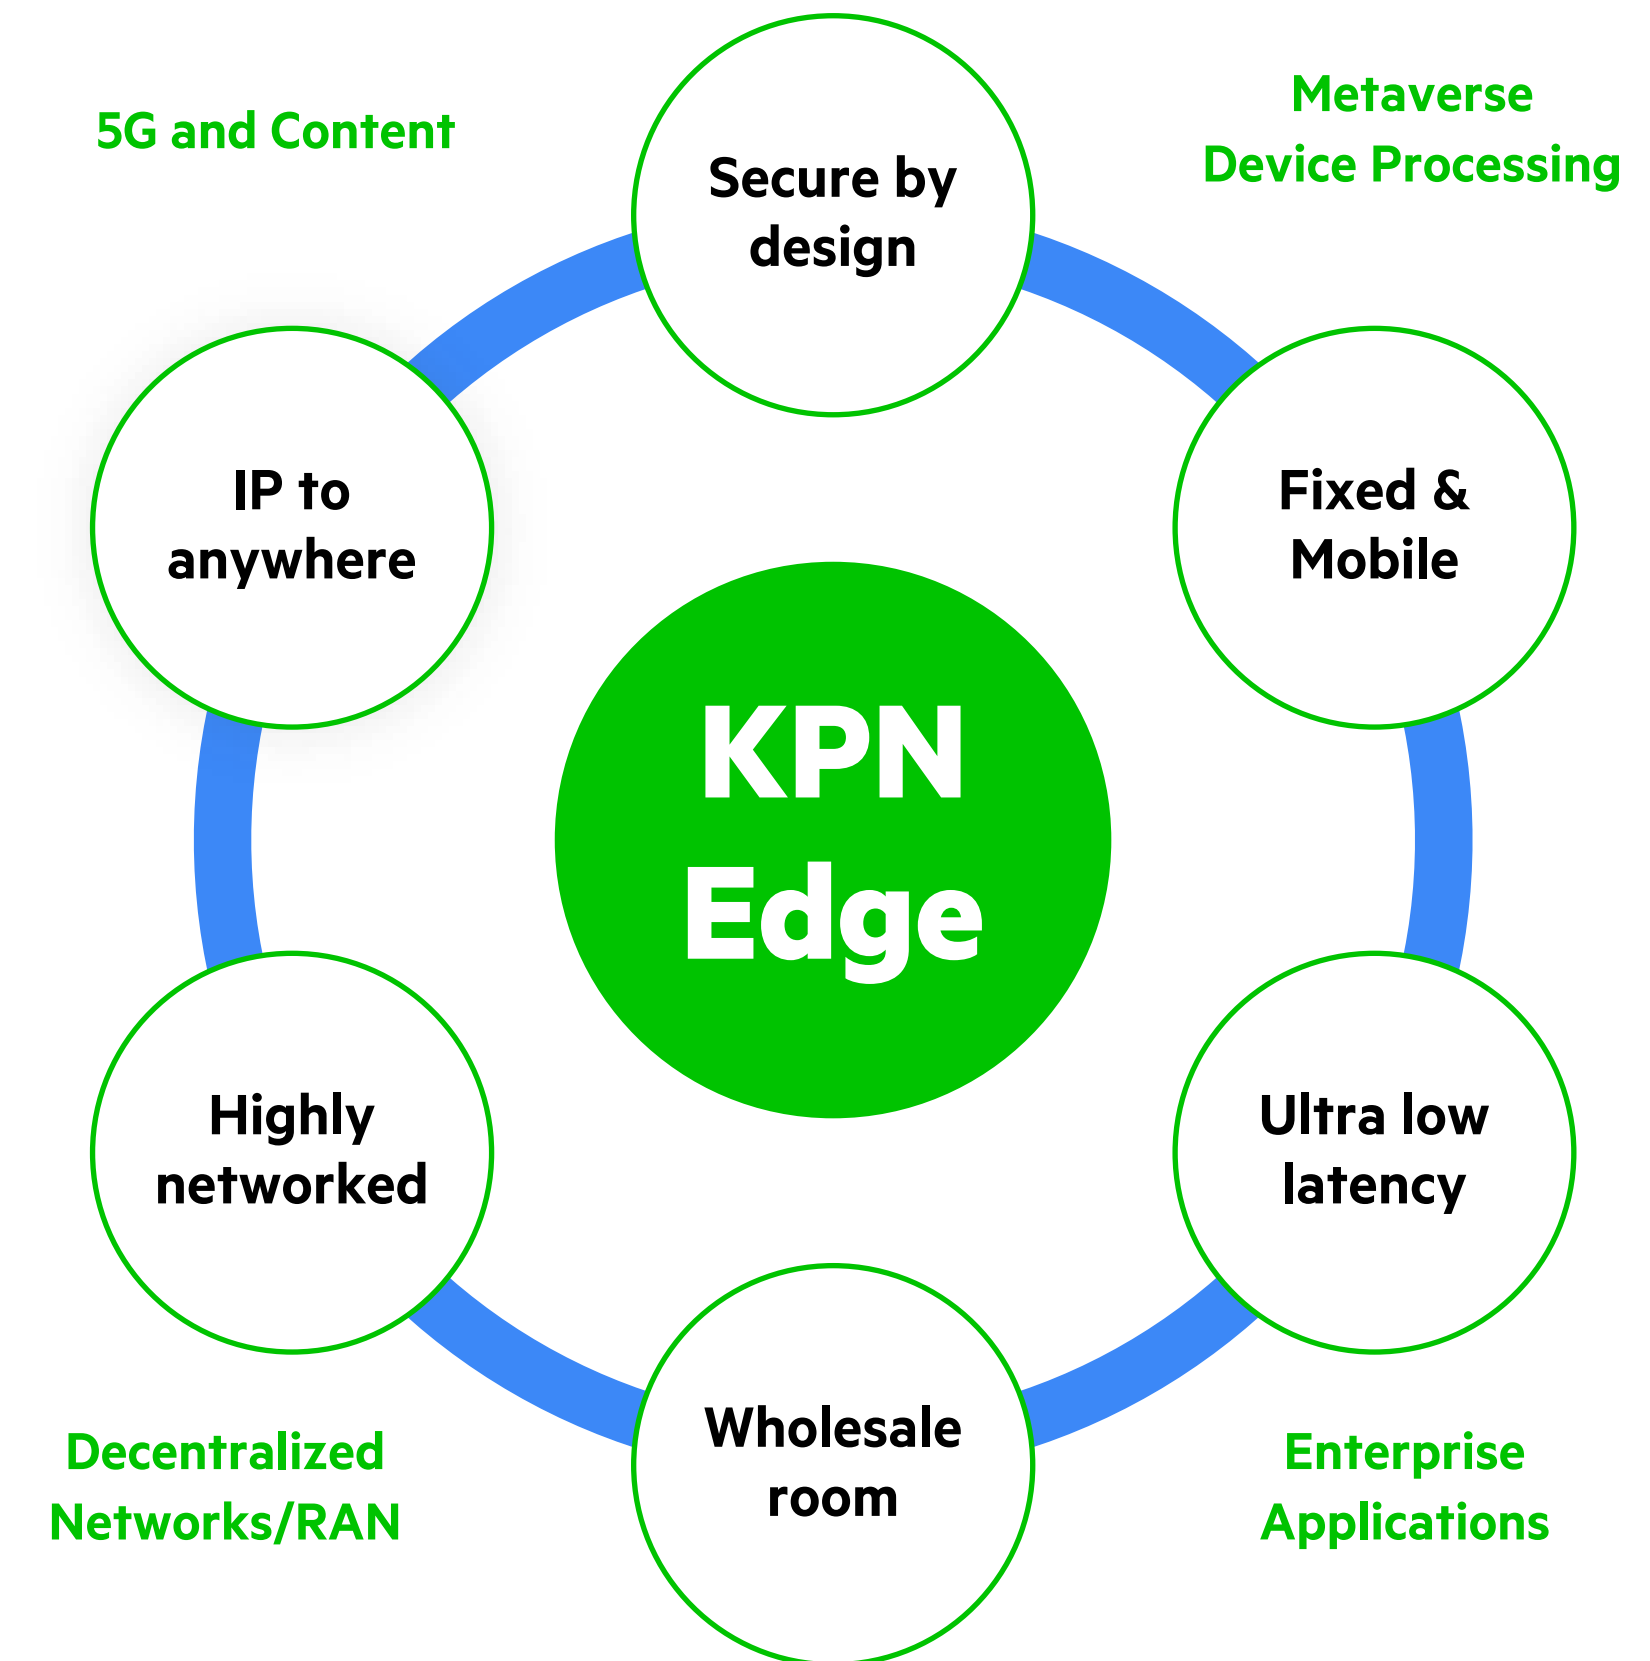 5G and Content
Metaverse
Device Processing
Secure by
design
IP to
anywhere
Fixed &
Mobile
KPN
Edge
Highly
networked
Ultra low
latency
Wholesale
room
Decentralized
Networks/RAN
Enterprise
Applications